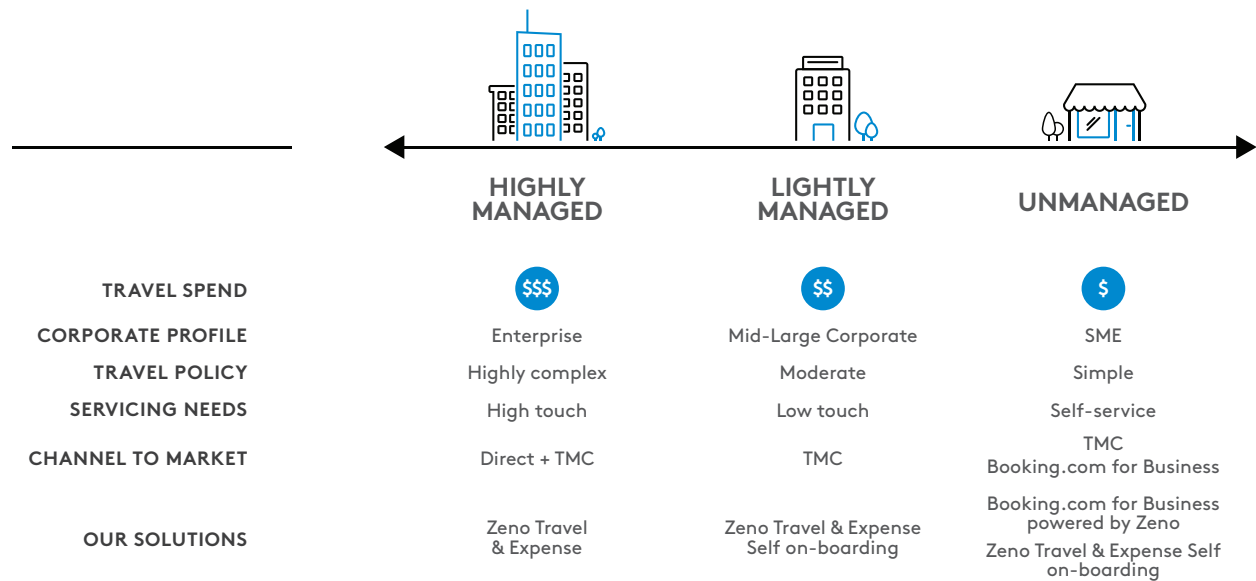 HIGHLY
MANAGED
LIGHTLY
MANAGED
UNMANAGED
TRAVEL SPEND
$$$
$$
$
CORPORATE PROFILE
Enterprise
Mid-Large Corporate
SME
TRAVEL POLICY
Highly complex
Moderate
Simple
SERVICING NEEDS
High touch
Low touch
Self-service
CHANNEL TO MARKET
Direct + TMC
TMC
TMC
Booking.com for Business
OUR SOLUTIONS
Zeno Travel
& Expense
Zeno Travel & Expense
Self on-boarding
Booking.com for Business
powered by Zeno
Zeno Travel & Expense Self
on-boarding